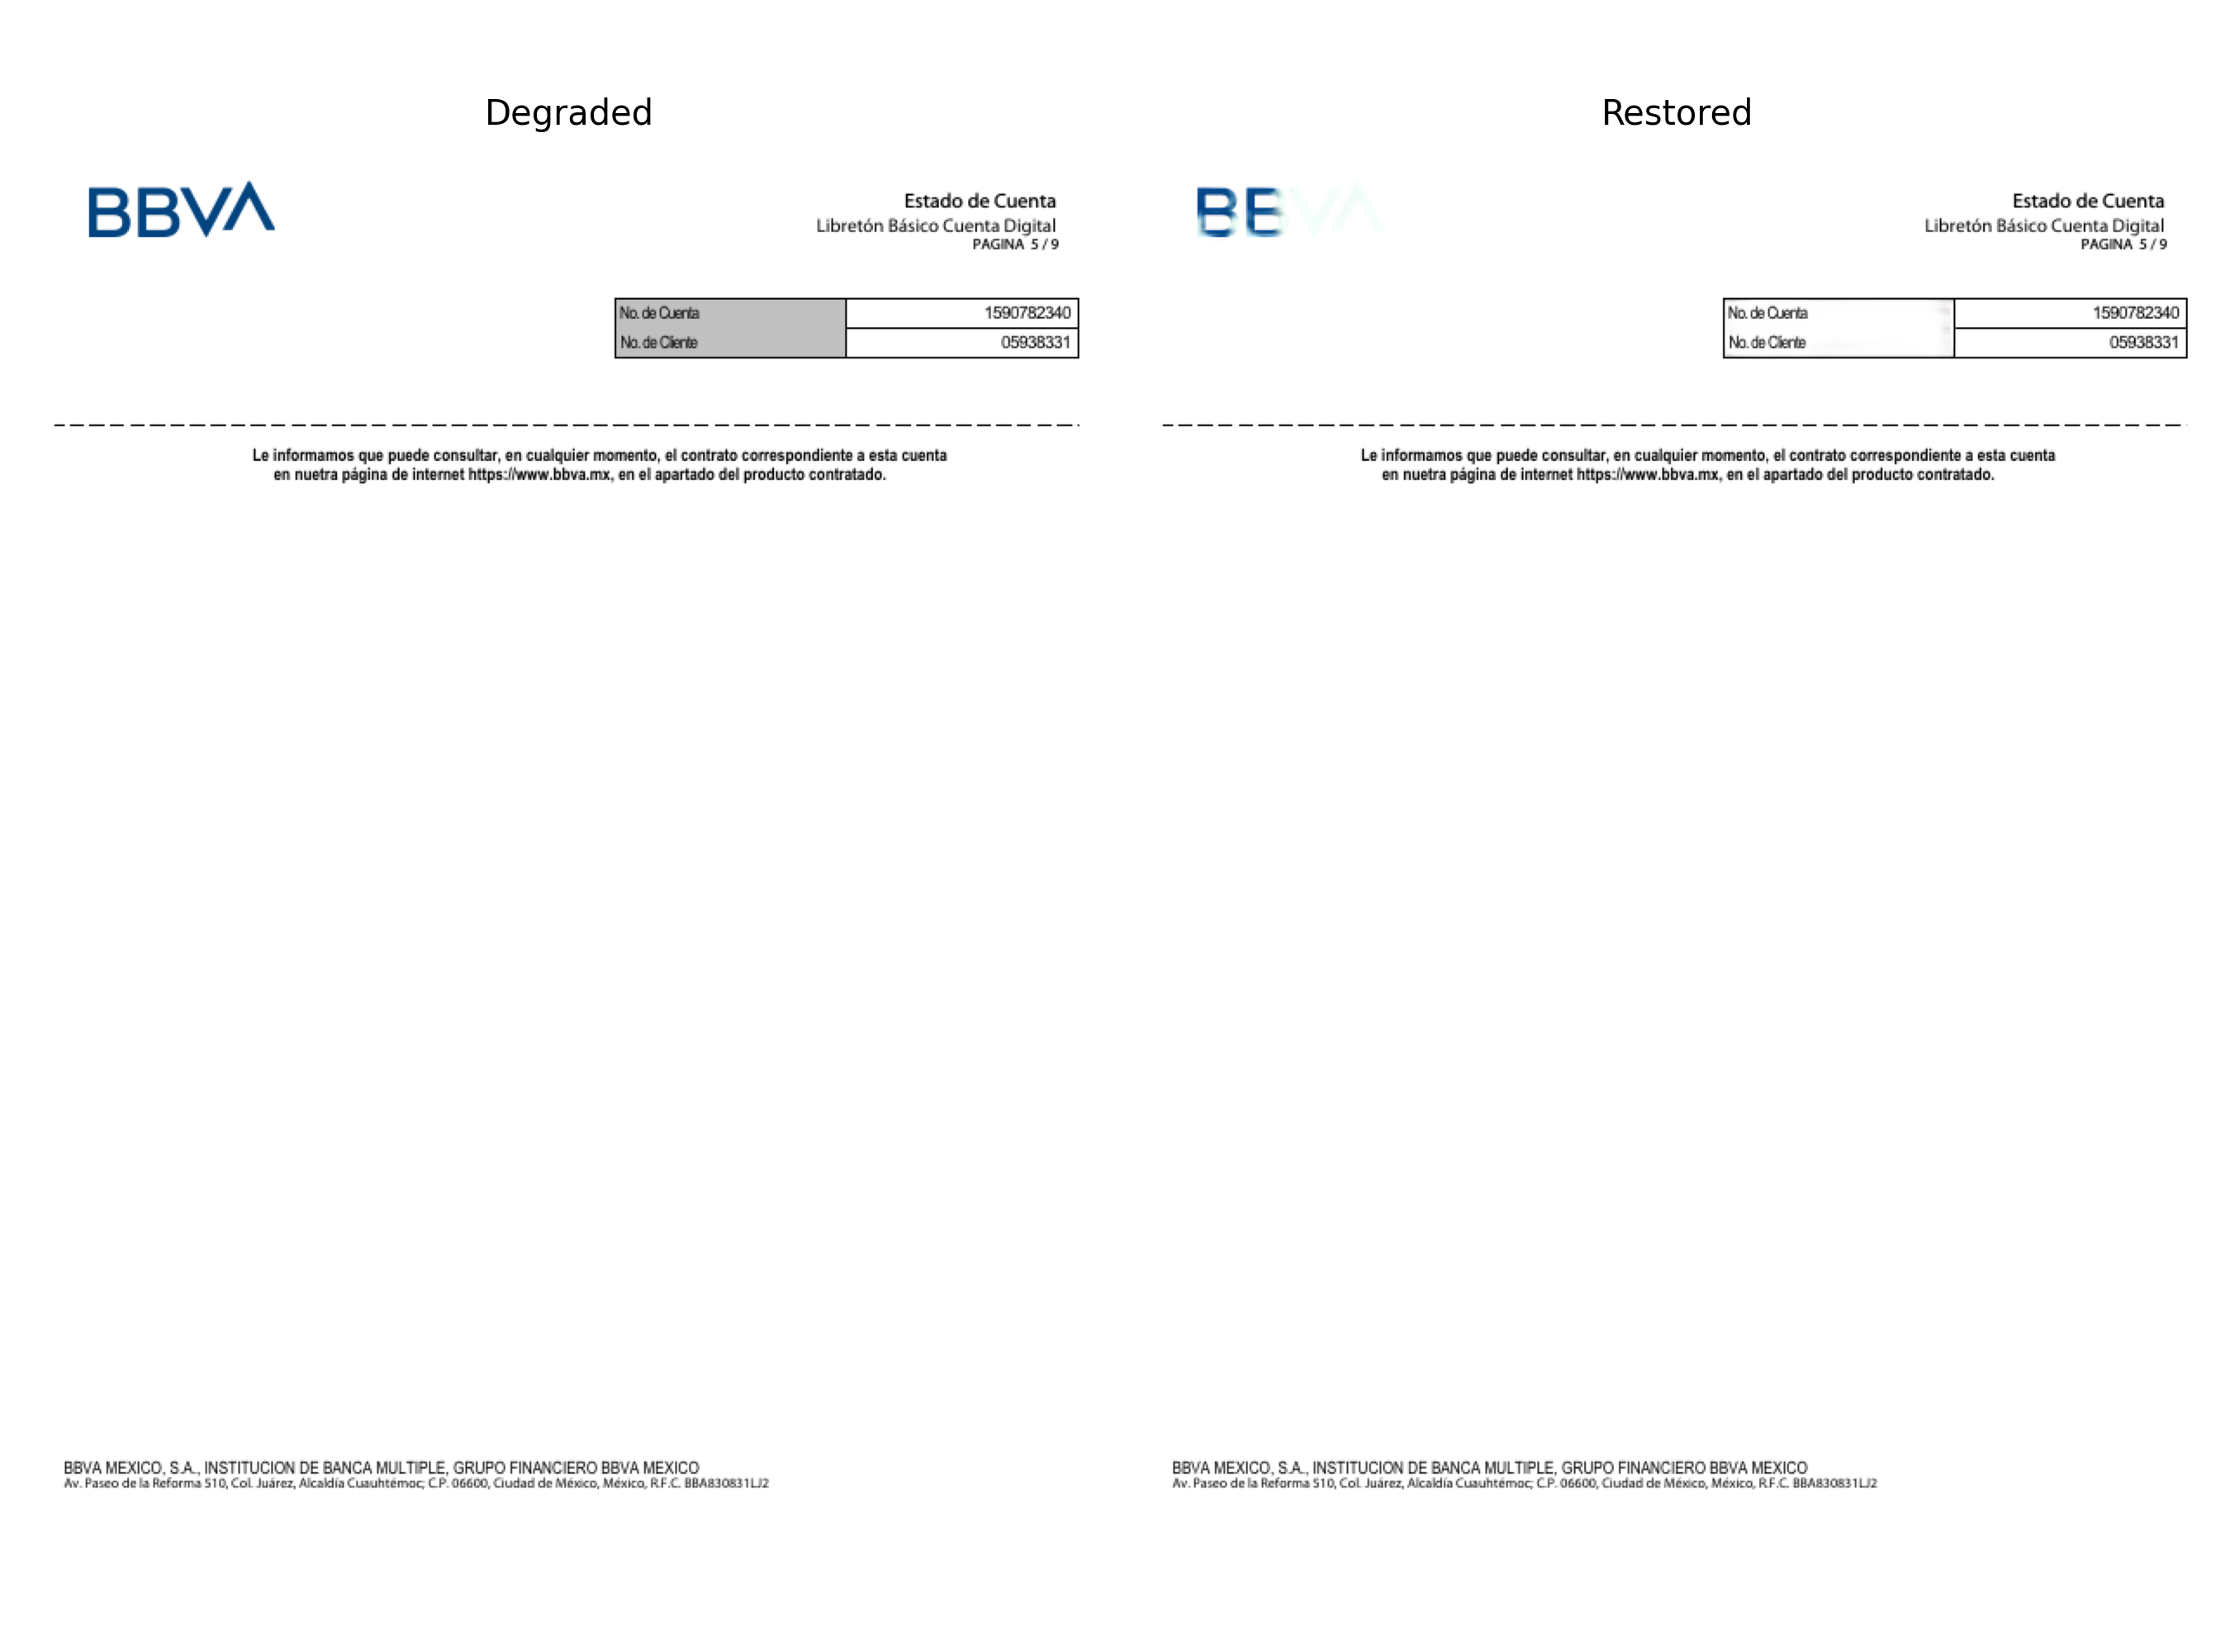 Degraded
BBVA
Estado de Cuenta
Libretón Básico Cuenta Digital
PAGINA 5 / 9
No. de Cuenta 1590782340
No. de Cliente 05938331
Le informamos que puede consultar, en cualquier momento, el contrato correspondiente a esta cuenta
en nuetra página de internet https://www.bbva.mx, en el apartado del producto contratado.
BBVA MEXICO, S.A., INSTITUCION DE BANCA MULTIPLE, GRUPO FINANCIERO BBVA MEXICO
Av. Paseo de la Reforma 510, Col. Juárez, Alcaldía Cuauhtémoc; C.P. 06600, Ciudad de México, México, R.F.C. BBA830831LJ2
Restored
BBVA
Estado de Cuenta
Libretón Básico Cuenta Digital
PAGINA 5 / 9
No. de Cuenta 1590782340
No. de Cliente 05938331
Le informamos que puede consultar, en cualquier momento, el contrato correspondiente a esta cuenta
en nuetra página de internet https://www.bbva.mx, en el apartado del producto contratado.
BBVA MEXICO, S.A., INSTITUCION DE BANCA MULTIPLE, GRUPO FINANCIERO BBVA MEXICO
Av. Paseo de la Reforma 510, Col. Juárez, Alcaldía Cuauhtémoc; C.P. 06600, Ciudad de México, México, R.F.C. BBA830831LJ2